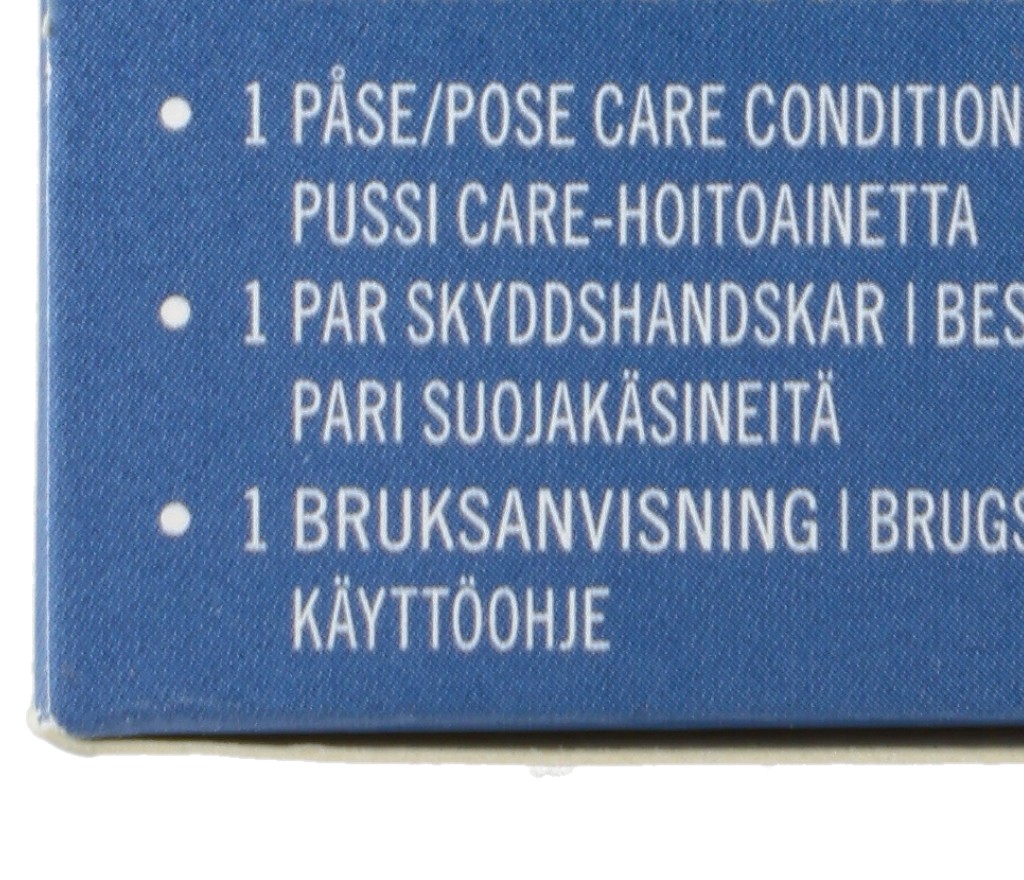 • 1 PÅSE/POSE CARE CONDITION
PUSSI CARE-HOITOAINETTA
• 1 PAR SKYDDSHANDSKAR | BES
PARI SUOJAKÄSINEITÄ
• 1 BRUKSANVISNING | BRUGS
KÄYTTÖOHJE